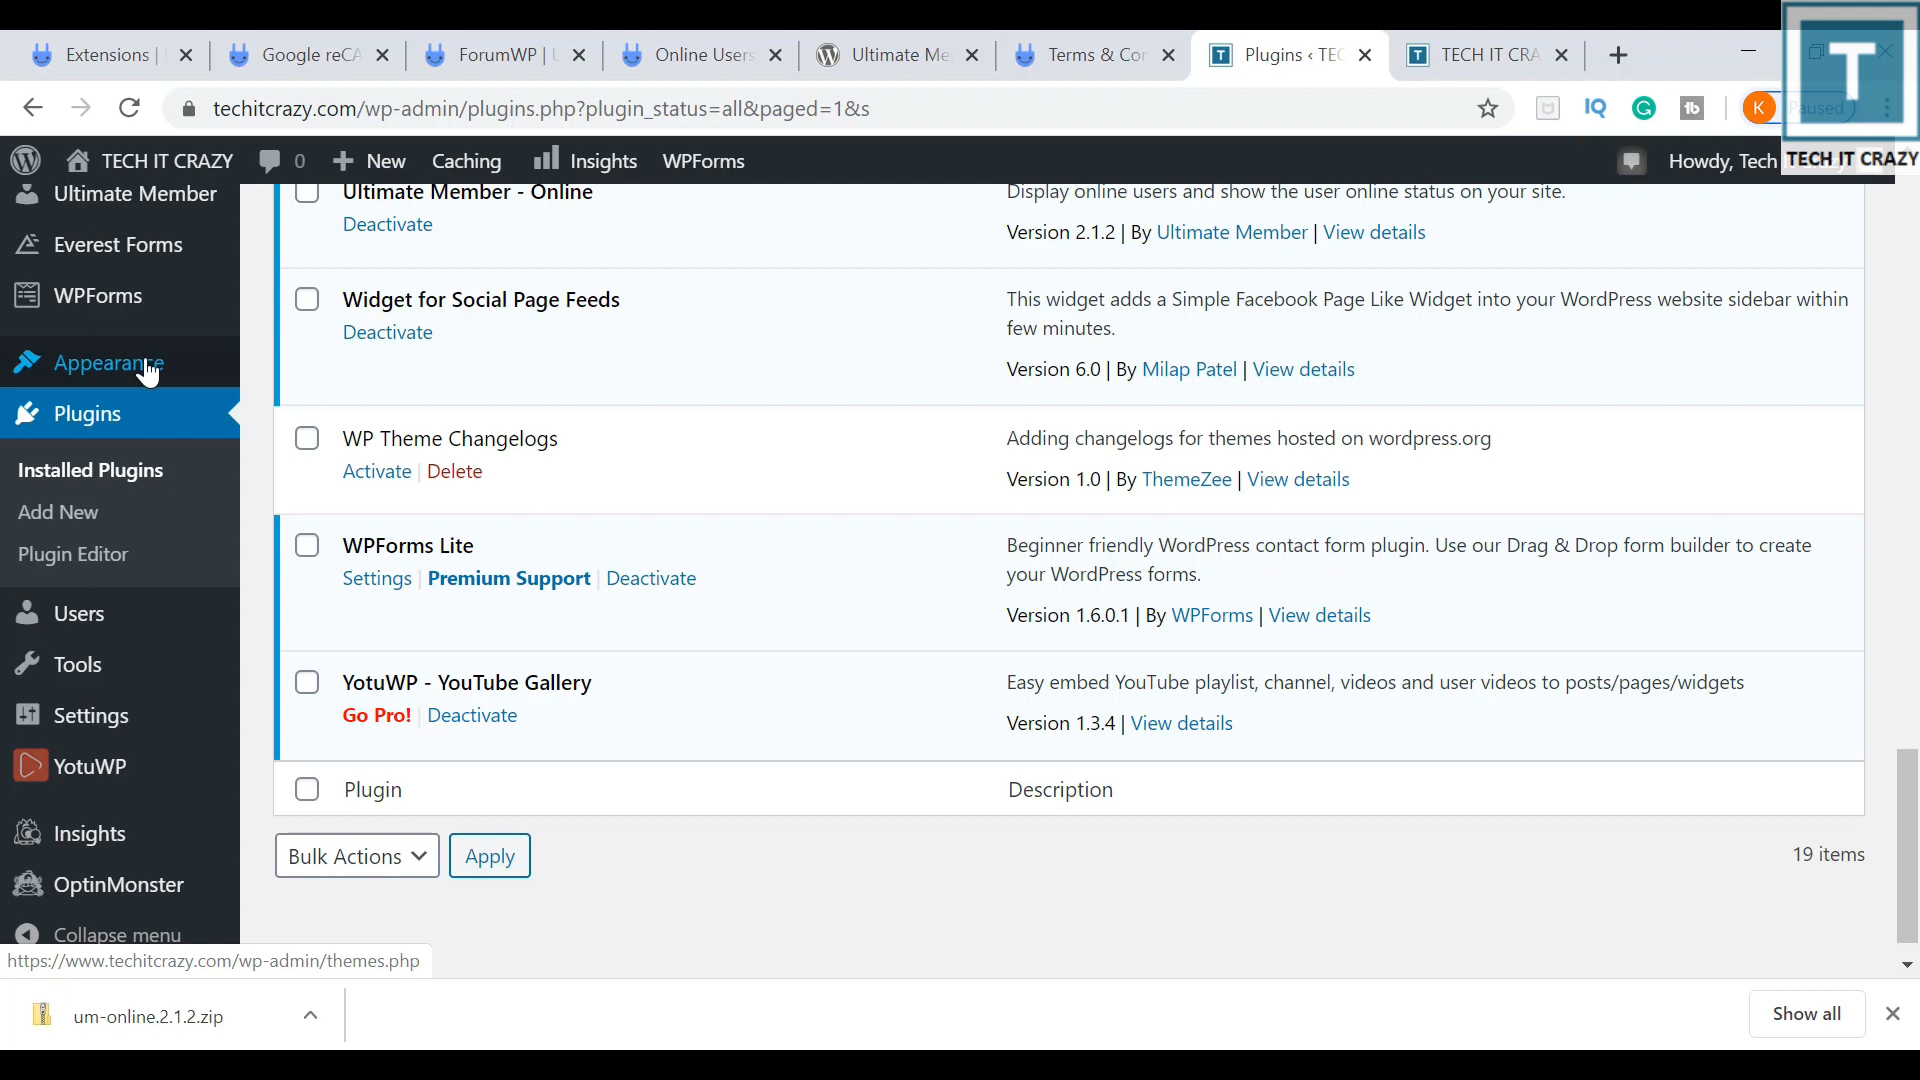 Extensions |
Google reCA
ForumWP |
Online Users
Ultimate Me
Terms & Con
Plugins ‹ TEC
TECH IT CRA
T
techitcrazy.com/wp-admin/plugins.php?plugin_status=all&paged=1&s
IQ
G
tb
K
Paused
TECH IT CRAZY
0
New
Caching
Insights
WPForms
Howdy, Tech
TECH IT CRAZY
Ultimate Member
Everest Forms
WPForms
Appearance
Plugins
Installed Plugins
Add New
Plugin Editor
Users
Tools
Settings
YotuWP
Insights
OptinMonster
Collapse menu
Ultimate Member - Online
Deactivate
Display online users and show the user online status on your site.
Version 2.1.2 | By Ultimate Member | View details
Widget for Social Page Feeds
Deactivate
This widget adds a Simple Facebook Page Like Widget into your WordPress website sidebar within
few minutes.
Version 6.0 | By Milap Patel | View details
WP Theme Changelogs
Activate | Delete
Adding changelogs for themes hosted on wordpress.org
Version 1.0 | By ThemeZee | View details
WPForms Lite
Settings | Premium Support | Deactivate
Beginner friendly WordPress contact form plugin. Use our Drag & Drop form builder to create
your WordPress forms.
Version 1.6.0.1 | By WPForms | View details
YotuWP - YouTube Gallery
Go Pro! | Deactivate
Easy embed YouTube playlist, channel, videos and user videos to posts/pages/widgets
Version 1.3.4 | View details
Plugin
Description
Bulk Actions
Apply
19 items
https://www.techitcrazy.com/wp-admin/themes.php
um-online.2.1.2.zip
Show all